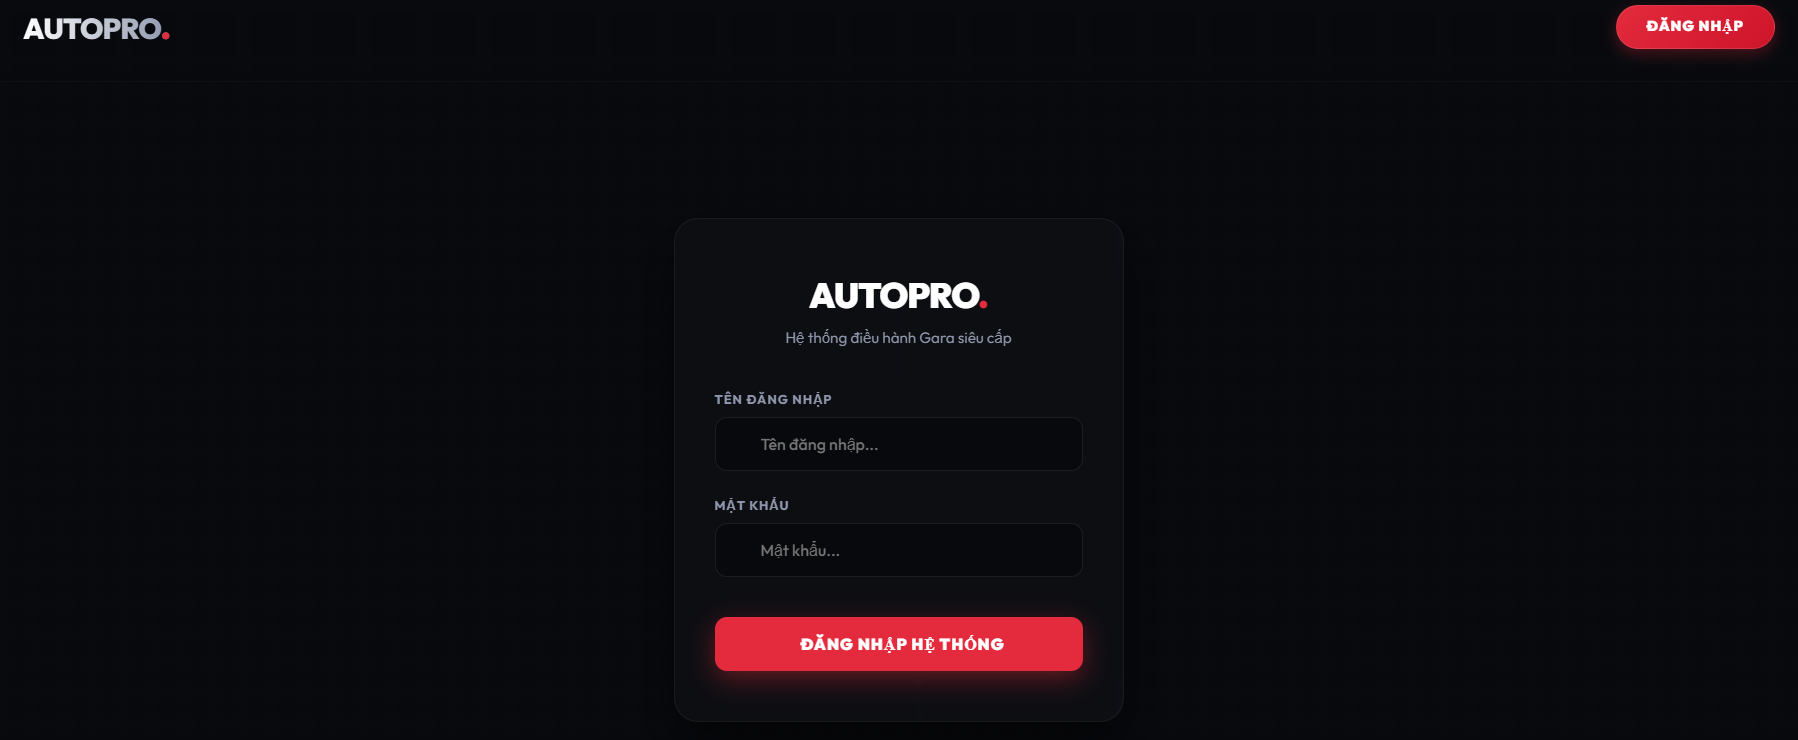 AUTOPRO.
ĐĂNG NHẬP
AUTOPRO.
Hệ thống điều hành Gara siêu cấp
TÊN ĐĂNG NHẬP
Tên đăng nhập...
MẬT KHẨU
Mật khẩu...
ĐĂNG NHẬP HỆ THỐNG